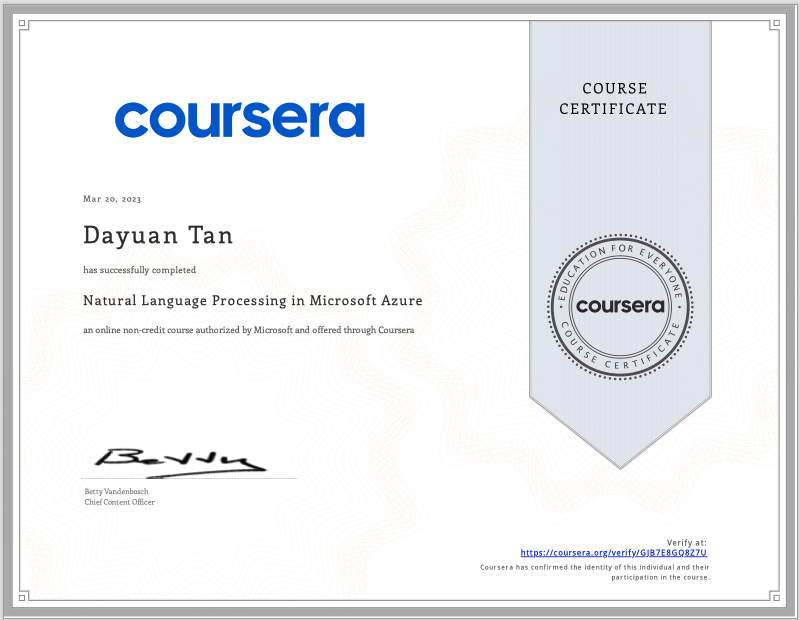 coursera
COURSE
CERTIFICATE
Mar 20, 2023
Dayuan Tan
has successfully completed
Natural Language Processing in Microsoft Azure
an online non-credit course authorized by Microsoft and offered through Coursera
EDUCATION FOR EVERYONE
coursera
COURSE CERTIFICATE
Betty
Betty Vandenbosch
Chief Content Officer
Verify at:
https://coursera.org/verify/GJB7E8GQ8Z7U
Coursera has confirmed the identity of this individual and their
participation in the course.